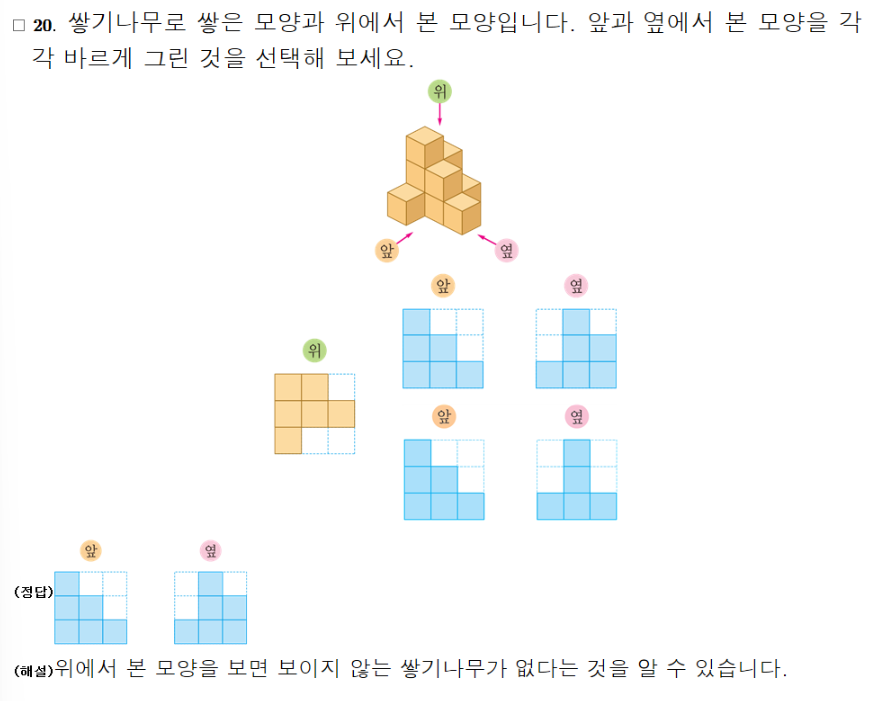 □ 20. 쌓기나무로 쌓은 모양과 위에서 본 모양입니다. 앞과 옆에서 본 모양을 각
각 바르게 그린 것을 선택해 보세요.
위
앞 옆
앞 옆
위
앞 옆
앞 옆
(정답)
(해설)위에서 본 모양을 보면 보이지 않는 쌓기나무가 없다는 것을 알 수 있습니다.